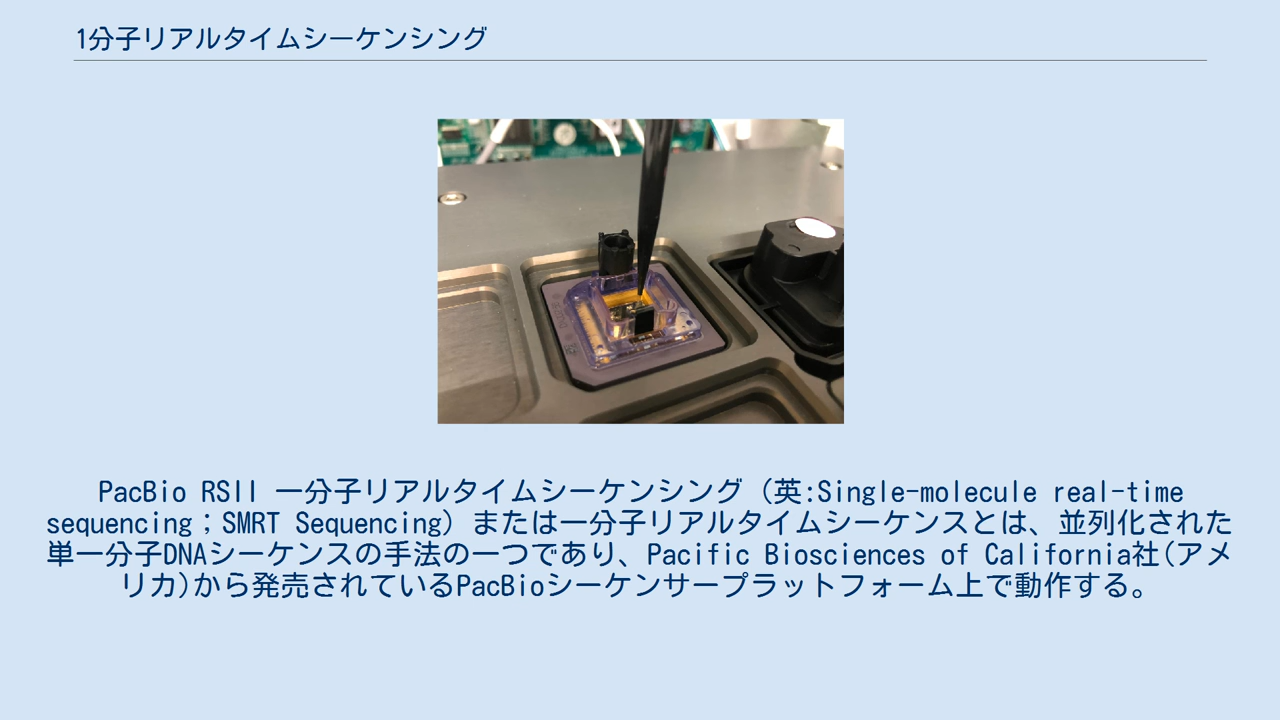 1分子リアルタイムシーケンシング
PacBio RSII 一分子リアルタイムシーケンシング（英:Single-molecule real-time
sequencing；SMRT Sequencing）または一分子リアルタイムシーケンスとは、並列化された
単一分子DNAシーケンスの手法の一つであり、Pacific Biosciences of California社(アメ
リカ)から発売されているPacBioシーケンサープラットフォーム上で動作する。